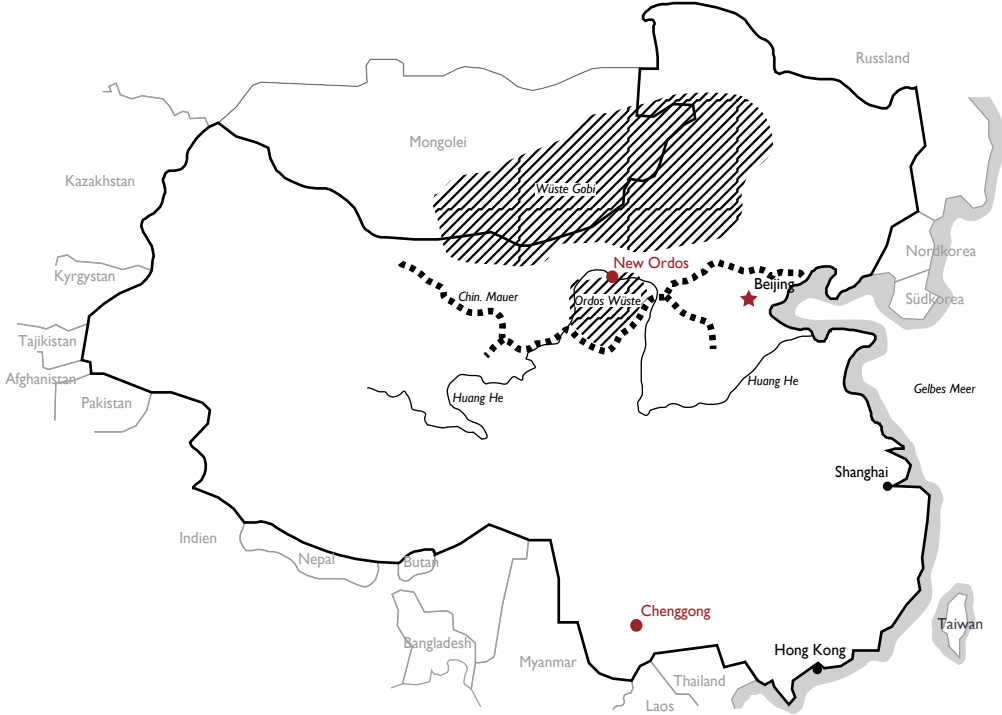 Russland
Mongolei
Kazakhstan
Wüste Gobi
Nordkorea
New Ordos
Kyrgystan
Beijing
Chin. Mauer
Ordos Wüste
Südkorea
Tajikistan
Afghanistan
Huang He
Gelbes Meer
Pakistan
Huang He
Shanghai
Indien
Nepal
Butan
Chenggong
Taiwan
Bangladesh
Hong Kong
Myanmar
Thailand
Laos